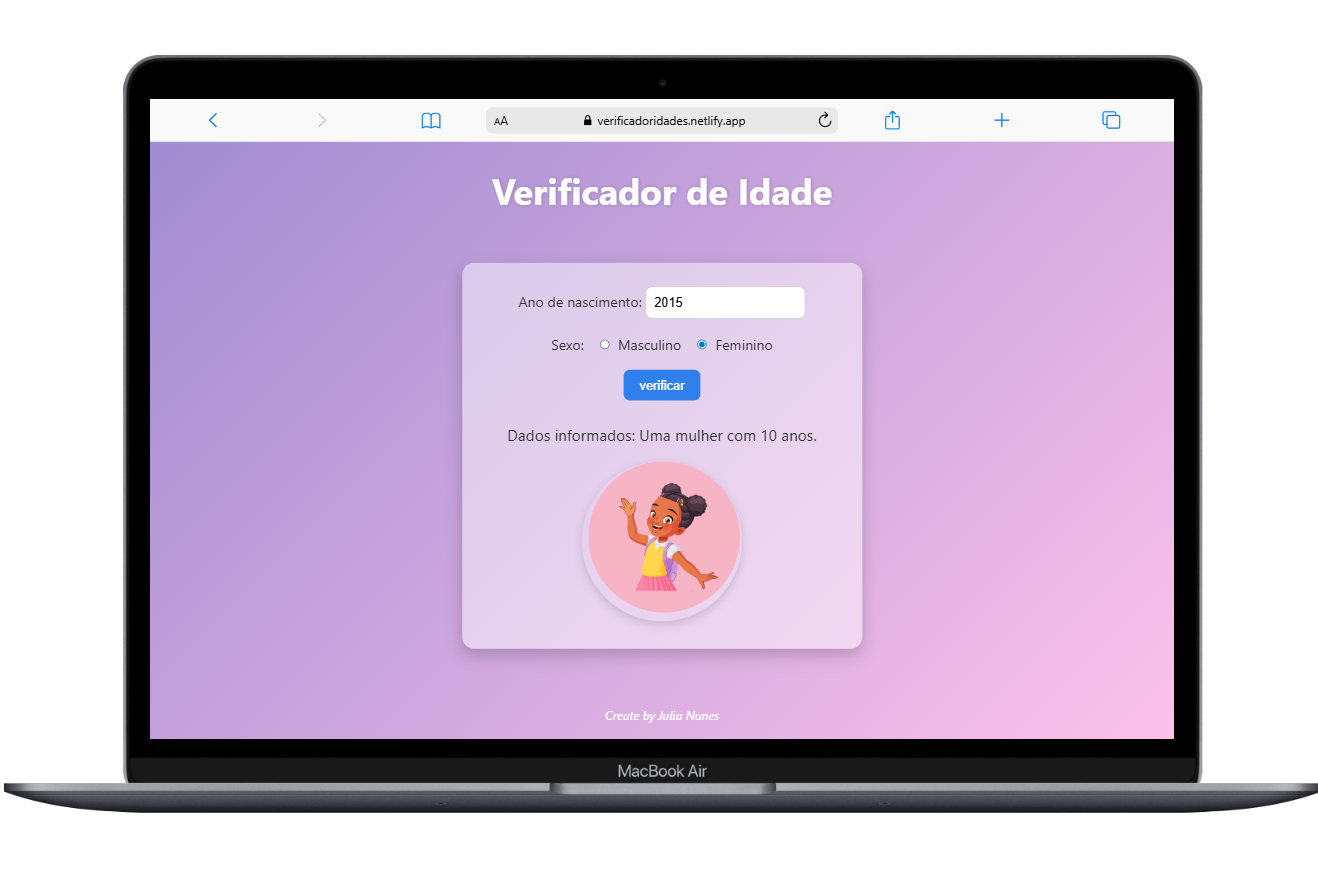 AA verificadoridades.netlify.app
Verificador de Idade
Ano de nascimento: 2015
Sexo: Masculino Feminino
verificar
Dados informados: Uma mulher com 10 anos.
Create by Julia Nunes
MacBook Air